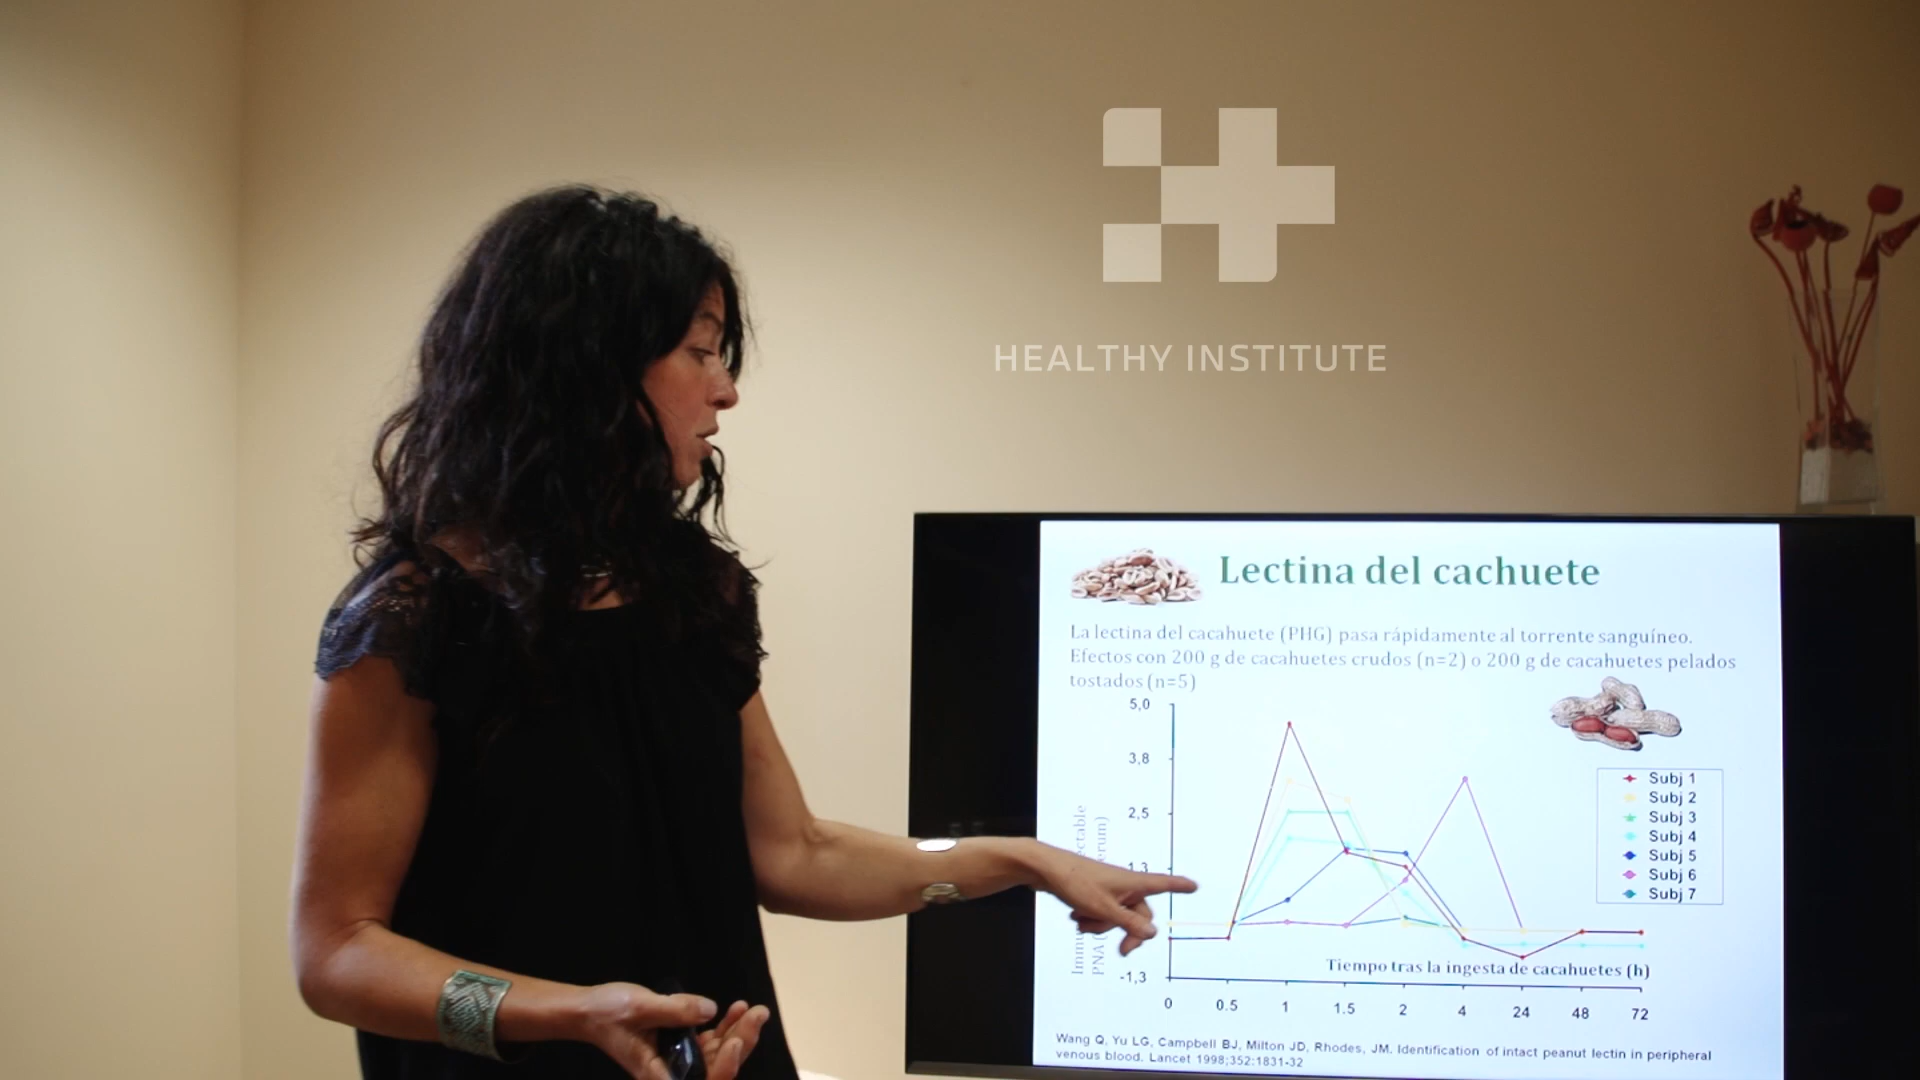 HEALTHY INSTITUTE
Lectina del cachuete
La lectina del cacahuete (PHG) pasa rápidamente al torrente sanguíneo.
Efectos con 200 g de cacahuetes crudos (n=2) o 200 g de cacahuetes pelados
tostados (n=5)
5,0
3,8
2,5
1,3
-1,3
PNA
Subj 1
Subj 2
Subj 3
Subj 4
Subj 5
Subj 6
Subj 7
Tiempo tras la ingesta de cacahuetes (h)
0 0.5 1 1.5 2 4 24 48 72
Wang Q, Yu LG, Campbell BJ, Milton JD, Rhodes, JM. Identification of intact peanut lectin in peripheral
venous blood. Lancet 1998;352:1831-32